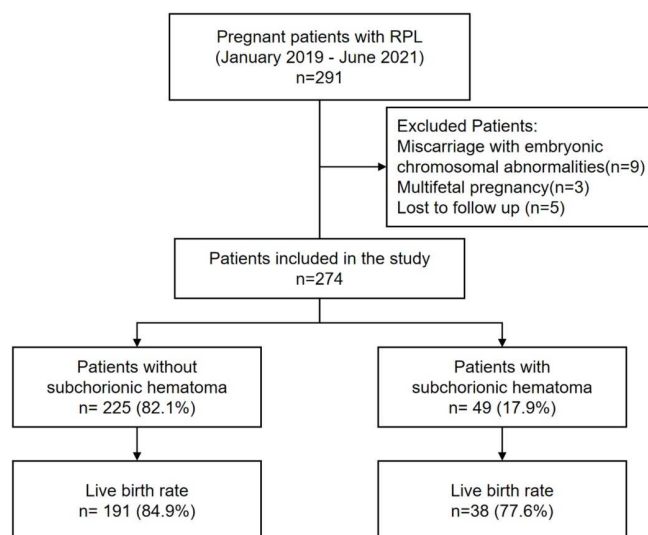 Pregnant patients with RPL
(January 2019 - June 2021)
n=291
Excluded Patients:
Miscarriage with embryonic
chromosomal abnormalities(n=9)
Multifetal pregnancy(n=3)
Lost to follow up (n=5)
Patients included in the study
n=274
Patients without
subchorionic hematoma
n= 225 (82.1%)
Patients with
subchorionic hematoma
n= 49 (17.9%)
Live birth rate
n= 191 (84.9%)
Live birth rate
n=38 (77.6%)